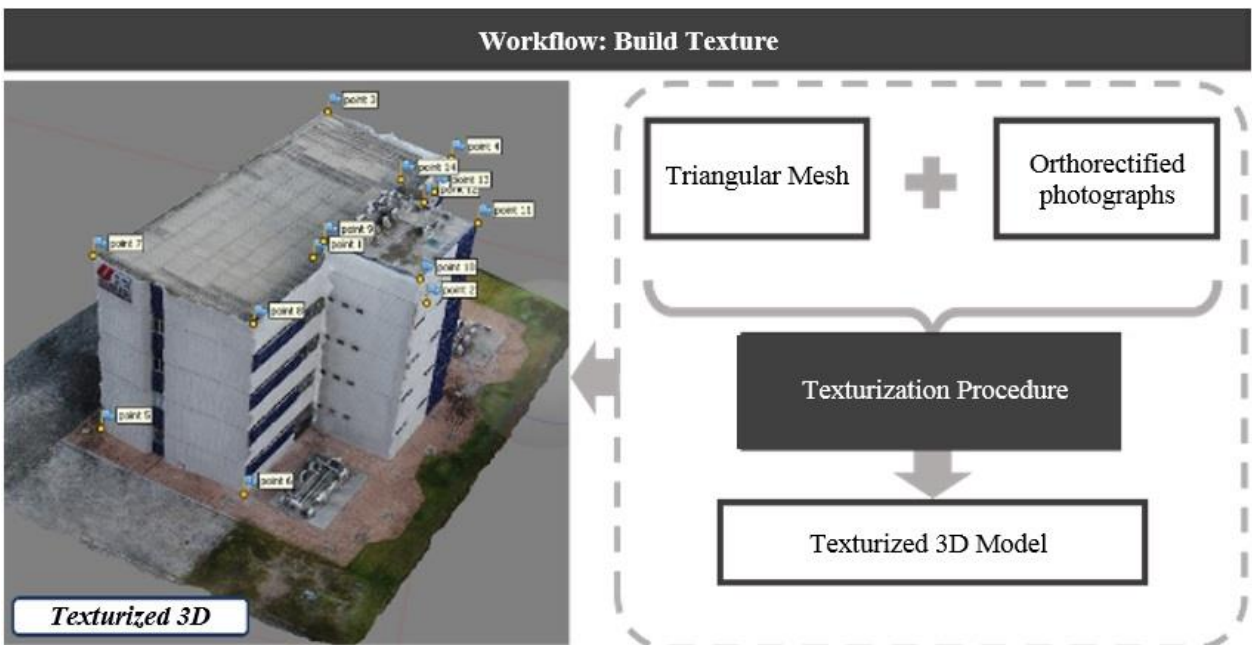 Workflow: Build Texture
point 3
point 4
point 14
point 13
point 12
point 11
point 9
point 7
point 1
point 10
point 2
point 8
point 5
point 6
Texturized 3D
Triangular Mesh
Orthorectified
photographs
Texturization Procedure
Texturized 3D Model